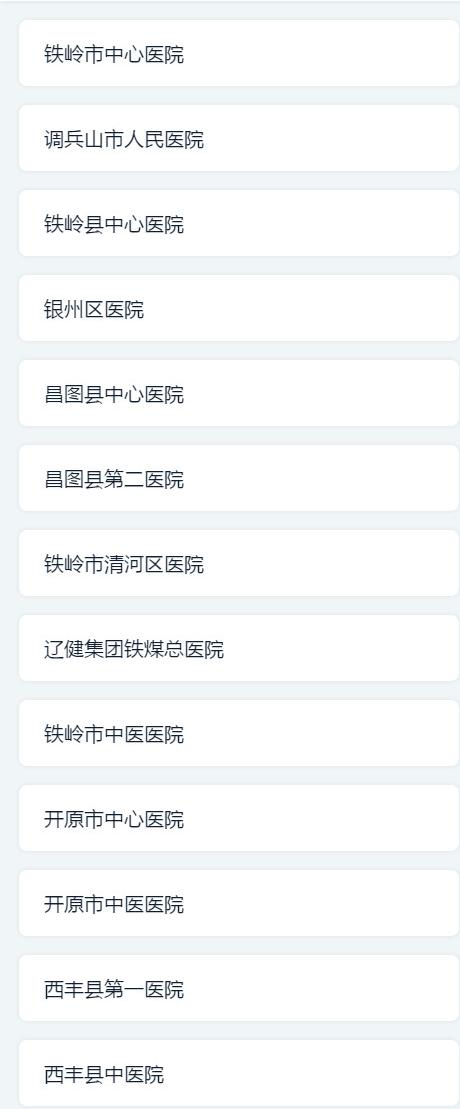 铁岭市中心医院
调兵山市人民医院
铁岭县中心医院
银州区医院
昌图县中心医院
昌图县第二医院
铁岭市清河区医院
辽健集团铁煤总医院
铁岭市中医医院
开原市中心医院
开原市中医医院
西丰县第一医院
西丰县中医院